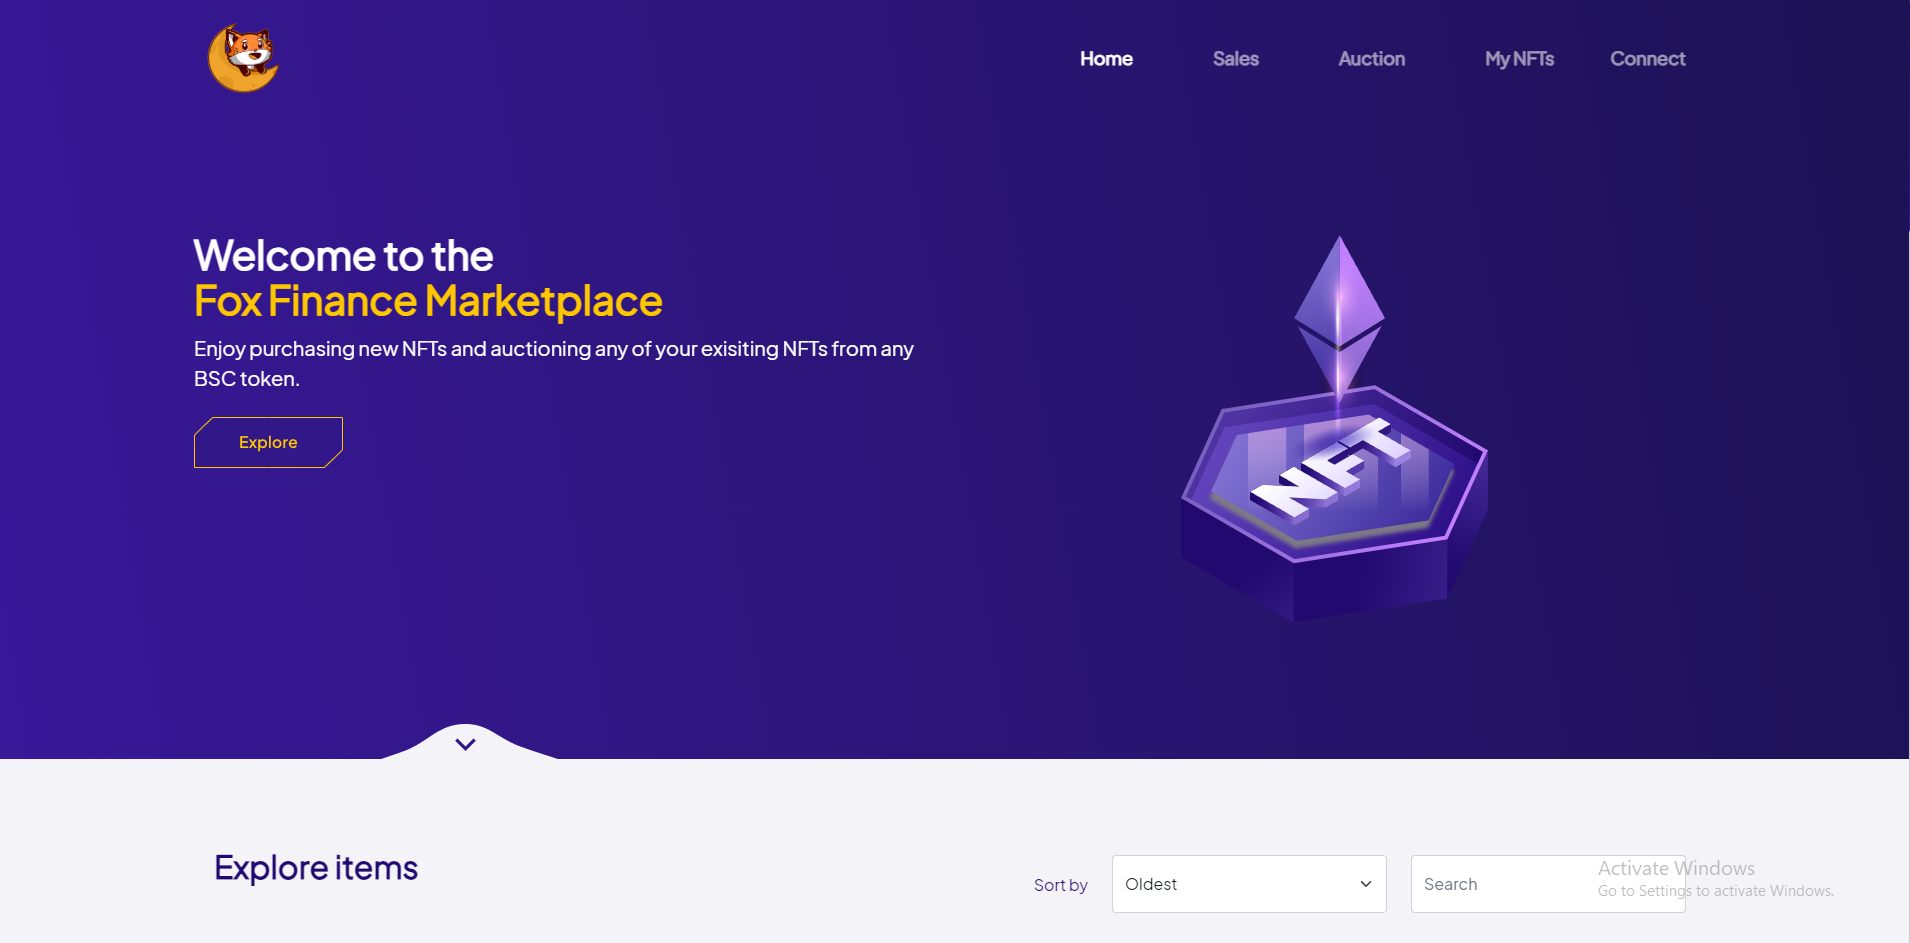 Home Sales Auction My NFTs Connect
Welcome to the
Fox Finance Marketplace
Enjoy purchasing new NFTs and auctioning any of your exisiting NFTs from any
BSC token.
Explore
NFT
Explore items
Sort by Oldest Search
Activate Windows
Go to Settings to activate Windows.